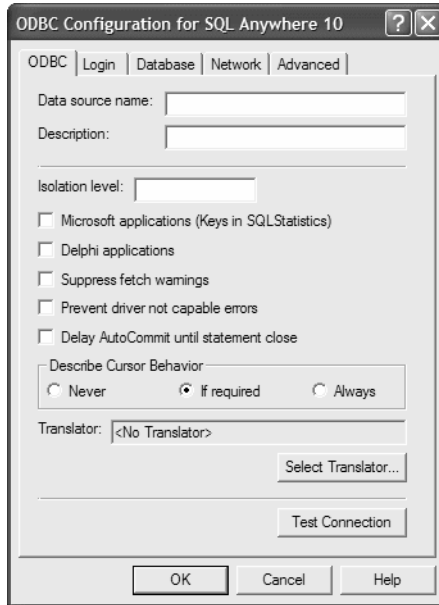 ODBC Configuration for SQL Anywhere 10 ? X
ODBC Login Database Network Advanced
Data source name:
Description:
Isolation level:
Microsoft applications (Keys in SQLStatistics)
Delphi applications
Suppress fetch warnings
Prevent driver not capable errors
Delay AutoCommit until statement close
Describe Cursor Behavior
Never If required Always
Translator: <No Translator>
Select Translator...
Test Connection
OK Cancel Help